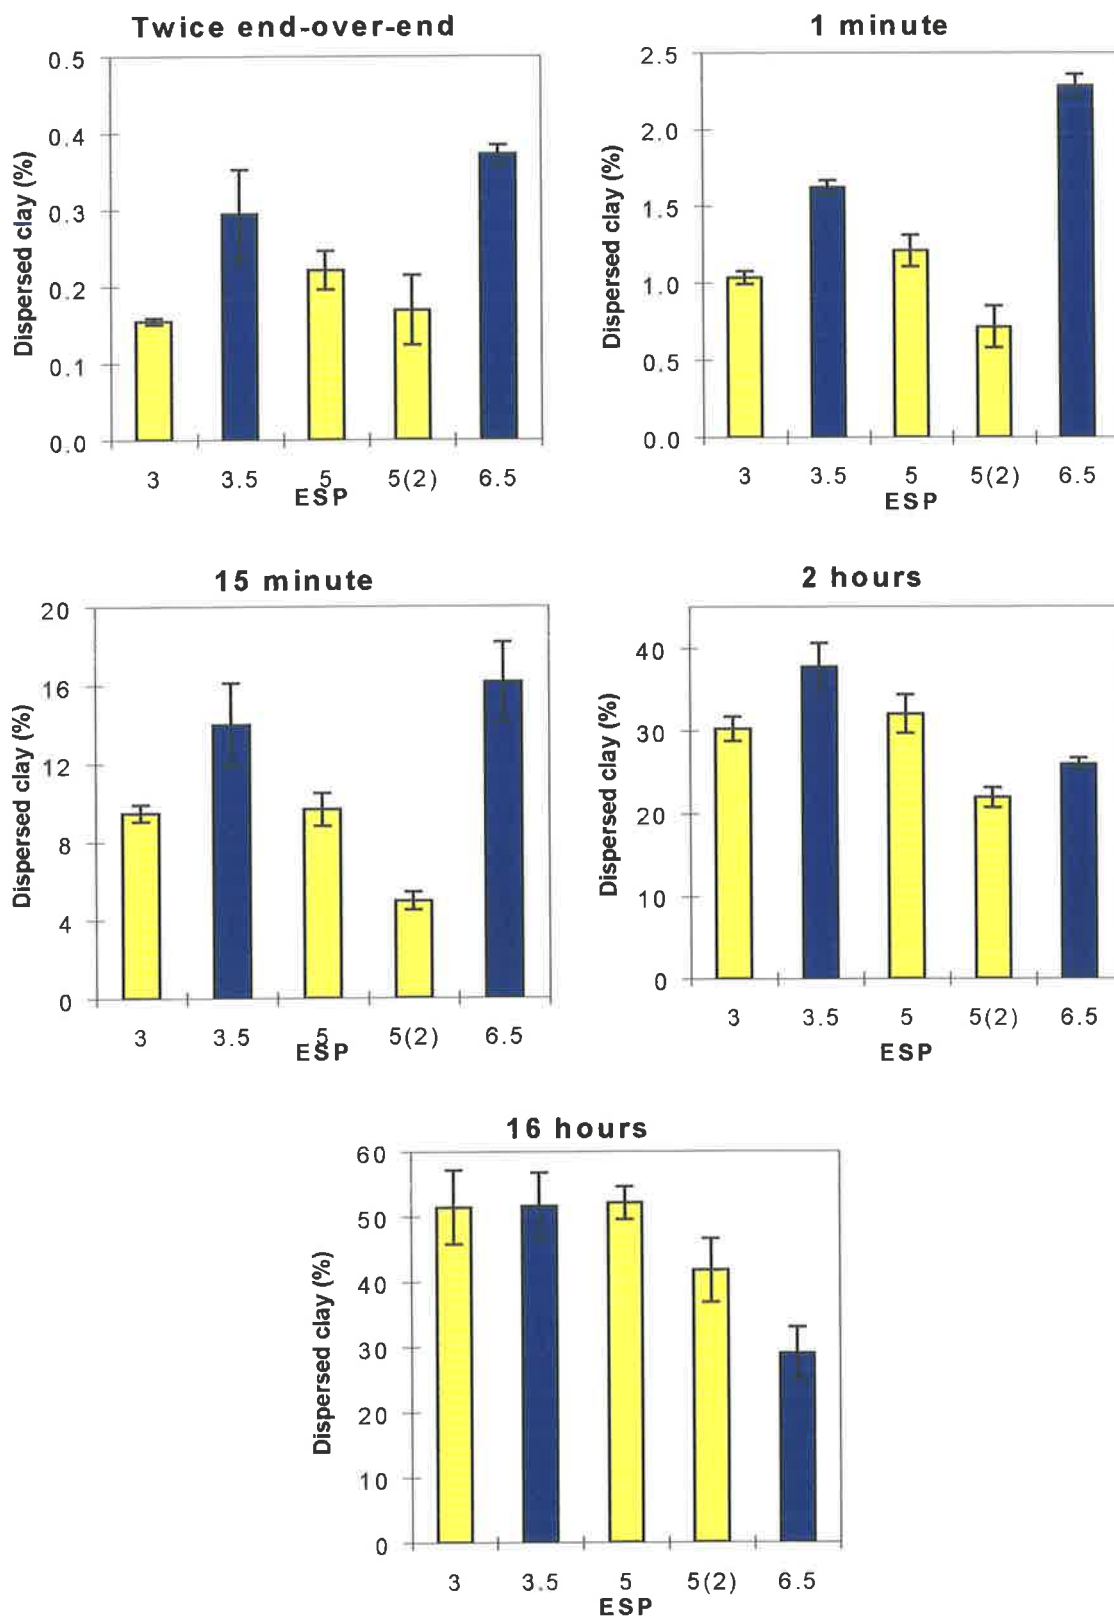 Twice end-over-end
Dispersed clay (%)
0.5
0.4
0.3
0.2
0.1
0.0
3 3.5 5 5(2) 6.5
ESP
1 minute
Dispersed clay (%)
2.5
2.0
1.5
1.0
0.5
0.0
3 3.5 5 5(2) 6.5
ESP
15 minute
Dispersed clay (%)
20
16
12
8
4
0
3 3.5 5 5(2) 6.5
ESP
2 hours
Dispersed clay (%)
40
30
20
10
0
3 3.5 5 5(2) 6.5
ESP
16 hours
Dispersed clay (%)
60
50
40
30
20
10
0
3 3.5 5 5(2) 6.5
ESP